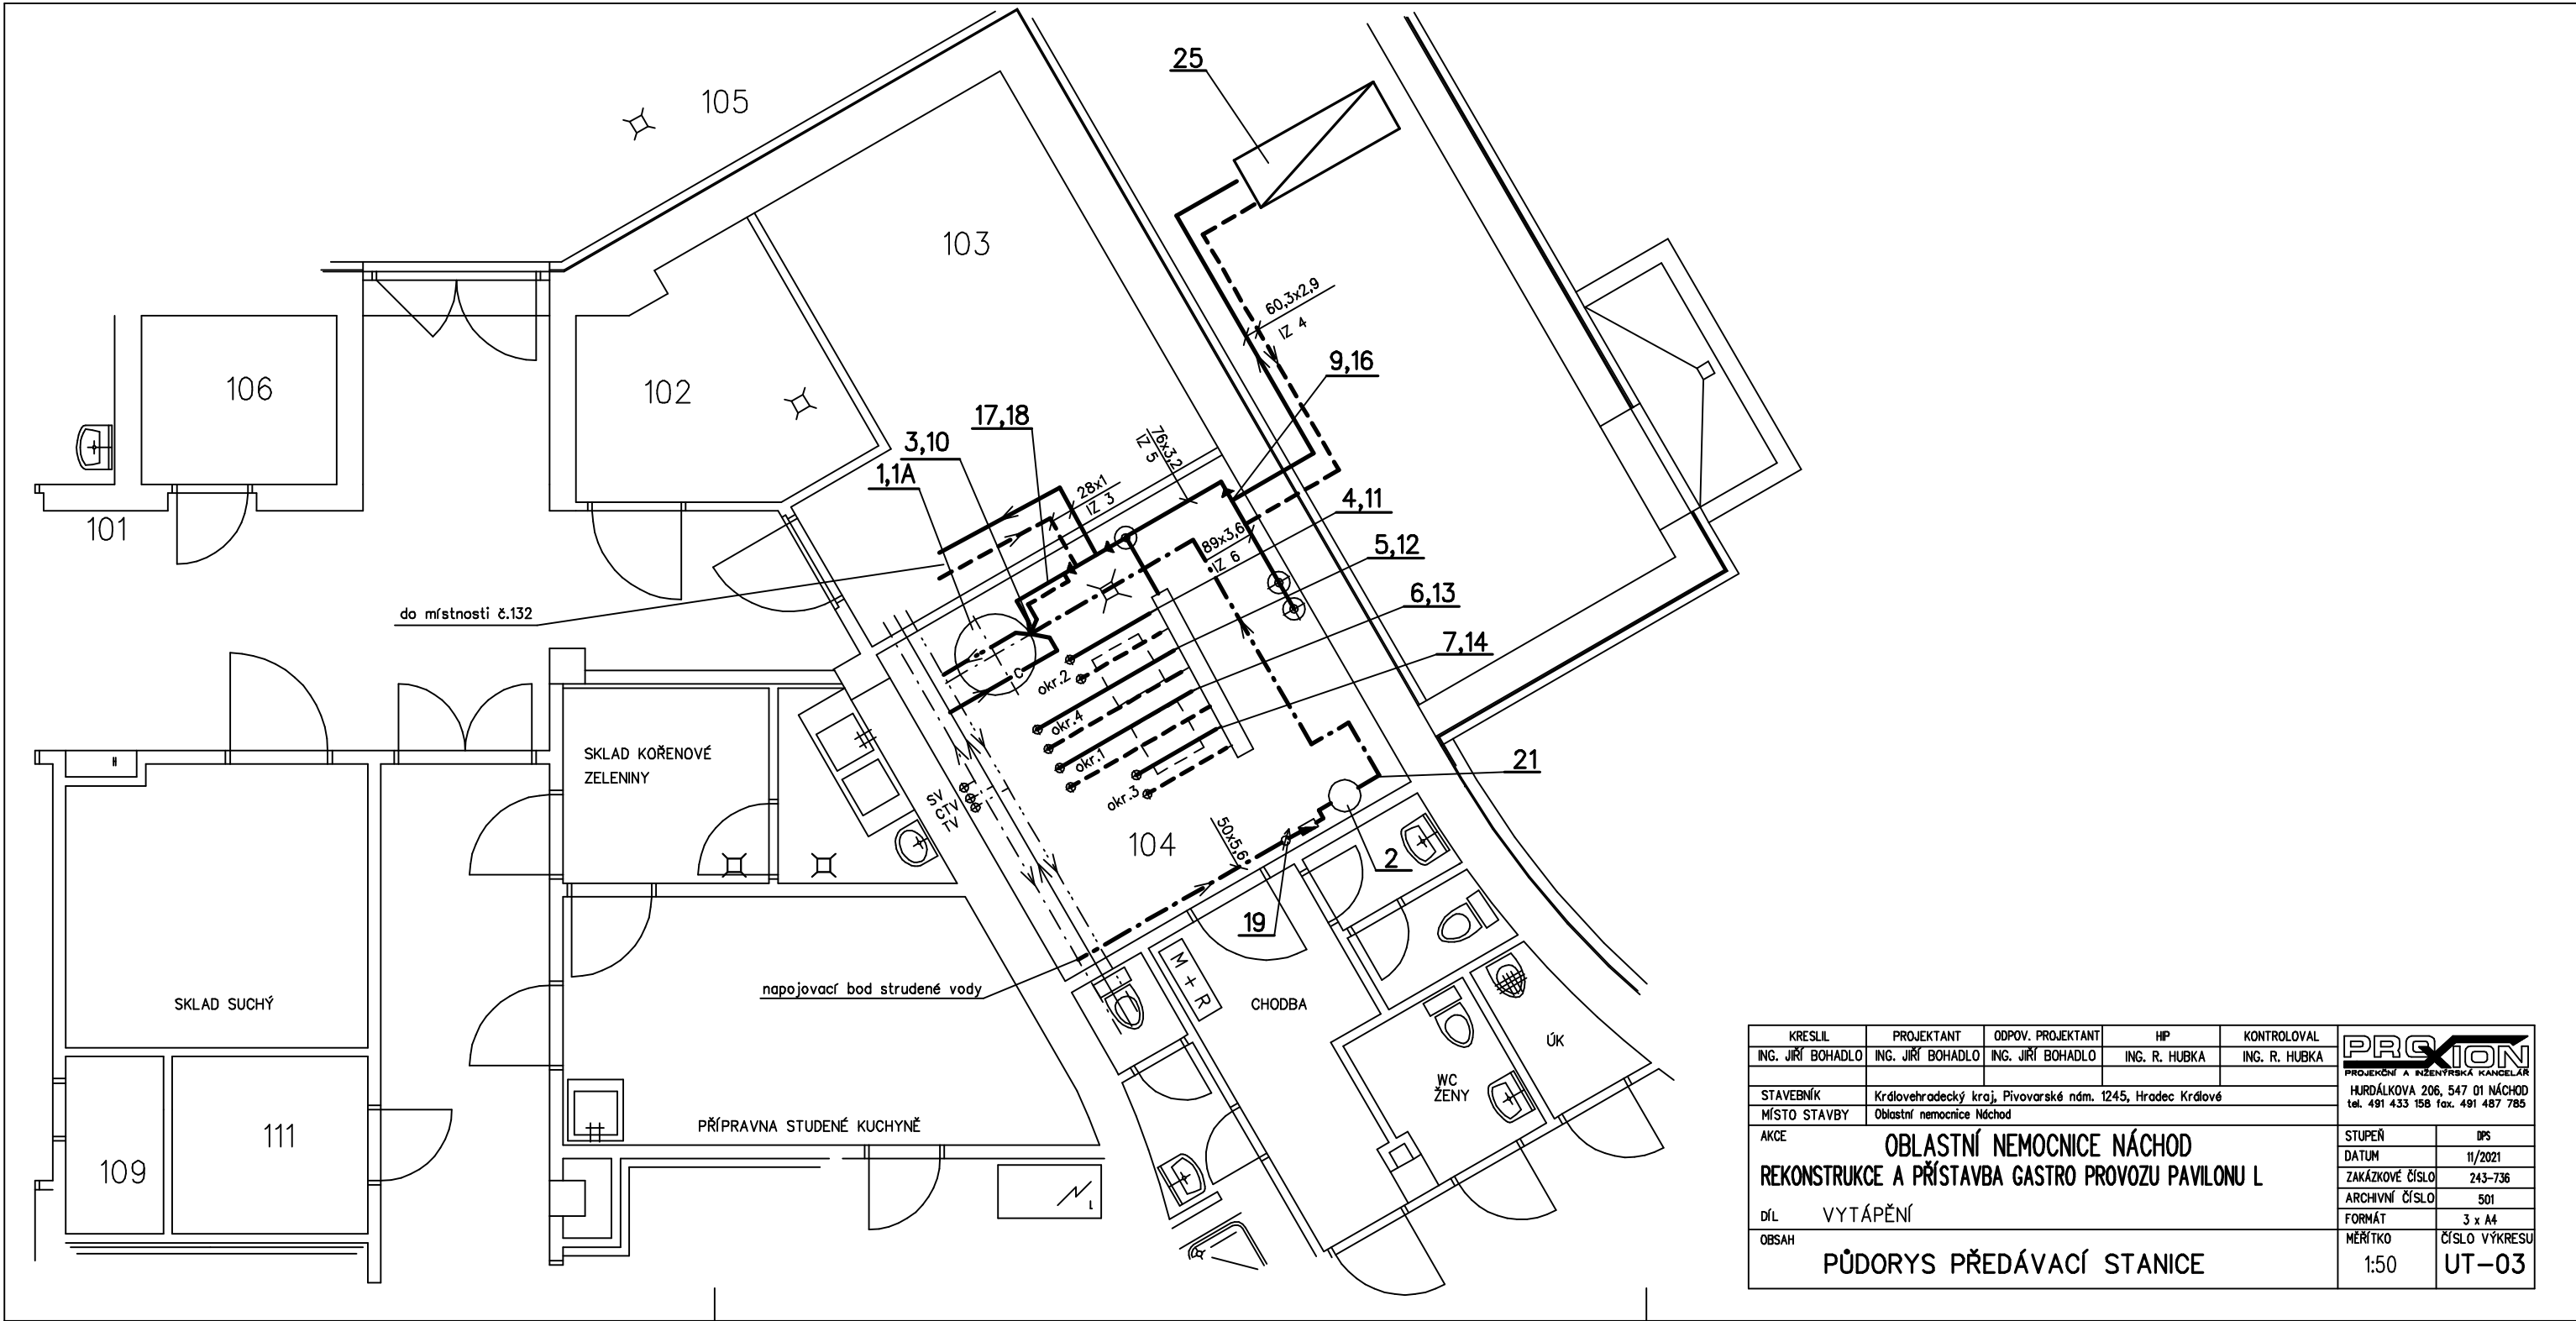 25
105
103
60,3x2,9
IZ 4
9,16
106
102
17,18
3,10
1,1A
76x3,2
IZ 5
28x1
IZ 3
4,11
101
89x3,6
IZ 6
5,12
6,13
do místnosti č.132
7,14
C
okr.2
okr.4
okr.1
okr.3
SKLAD KOŘENOVÉ
ZELENINY
H
21
SV
CTV
CTV
50x5,6
104
2
19
napojovací bod strudené vody
M + R
CHODBA
SKLAD SUCHÝ
ÚK
WC
ŽENY
PŘÍPRAVNA STUDENÉ KUCHYNĚ
109
111
L
KRESLIL
PROJEKTANT
ODPOV. PROJEKTANT
HIP
KONTROLOVAL
ING. JIŘÍ BOHADLO
ING. JIŘÍ BOHADLO
ING. JIŘÍ BOHADLO
ING. R. HUBKA
ING. R. HUBKA
PROXION
PROJEKČNÍ A INŽENÝRSKÁ KANCELÁŘ
HURDÁLKOVA 206, 547 01 NÁCHOD
tel. 491 433 158 fax. 491 487 785
STAVEBNÍK
Královehradecký kraj, Pivovarské nám. 1245, Hradec Králové
MÍSTO STAVBY
Oblastní nemocnice Náchod
AKCE
OBLASTNÍ NEMOCNICE NÁCHOD
REKONSTRUKCE A PŘÍSTAVBA GASTRO PROVOZU PAVILONU L
DÍL
VYTÁPĚNÍ
OBSAH
PŮDORYS PŘEDÁVACÍ STANICE
STUPEŇ
DPS
DATUM
11/2021
ZAKÁZKOVÉ ČÍSLO
243-736
ARCHIVNÍ ČÍSLO
501
FORMÁT
3 x A4
MĚŘÍTKO
1:50
ČÍSLO VÝKRESU
UT-03